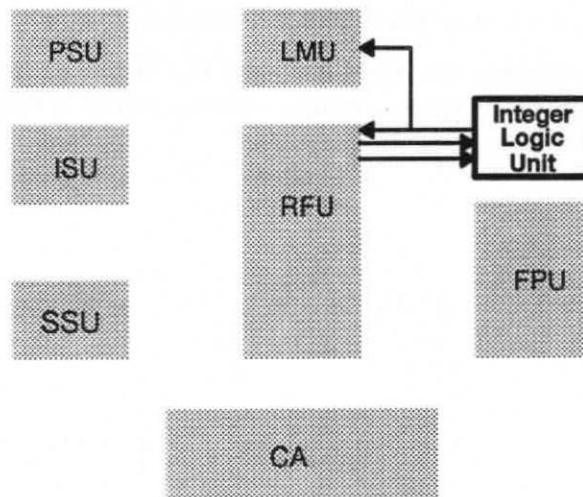 PSU
LMU
Integer
Logic
Unit
ISU
RFU
FPU
SSU
CA